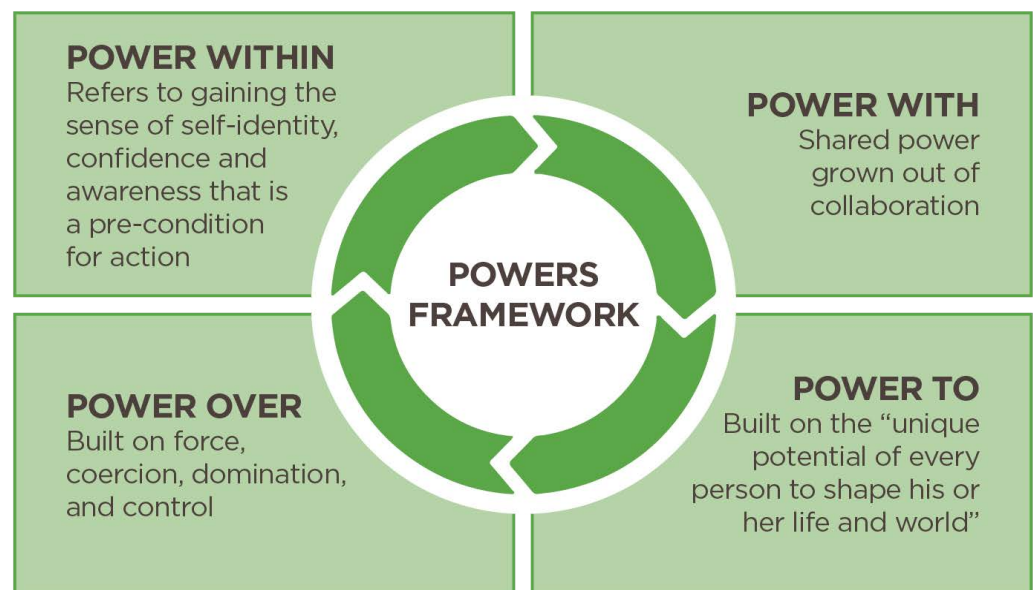 POWER WITHIN
Refers to gaining the
sense of self-identity,
confidence and
awareness that is
a pre-condition
for action
POWER WITH
Shared power
grown out of
collaboration
POWERS
FRAMEWORK
POWER OVER
Built on force,
coercion, domination,
and control
POWER TO
Built on the “unique
potential of every
person to shape his or
her life and world”